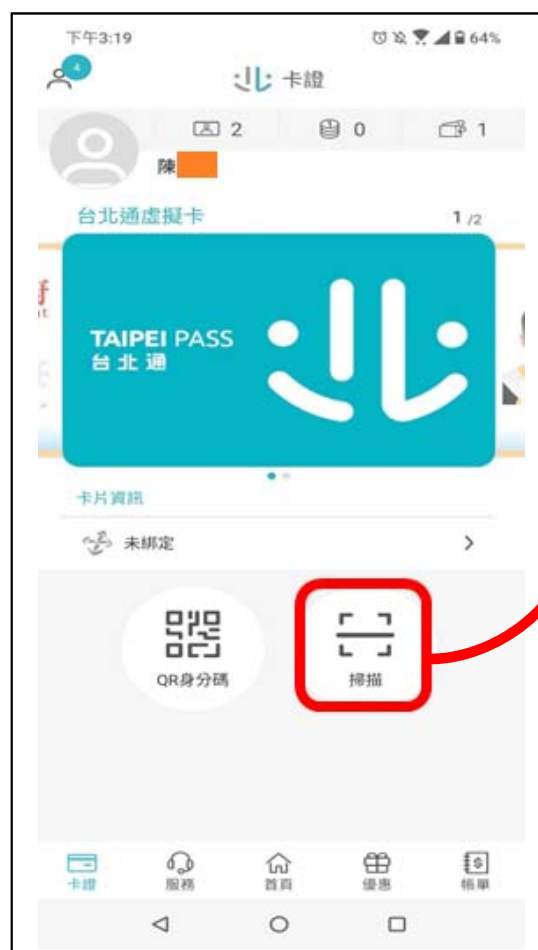 下午3:19
64%
4
卡證
2
0
1
陳
台北通虛擬卡
1 /2
TAIPEI PASS
台北通
卡片資訊
未綁定
QR身分碼
掃描
卡證
服務
首頁
優惠
帳單